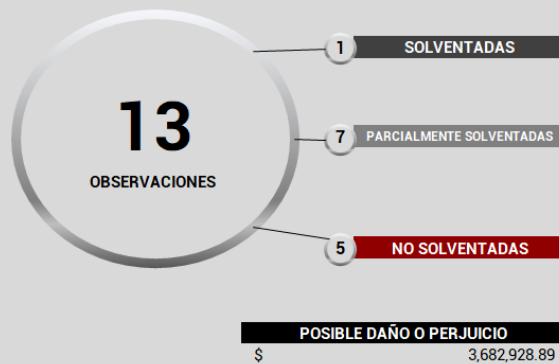 13
OBSERVACIONES
1 SOLVENTADAS
7 PARCIALMENTE SOLVENTADAS
5 NO SOLVENTADAS
POSIBLE DAÑO O PERJUICIO
$ 3,682,928.89